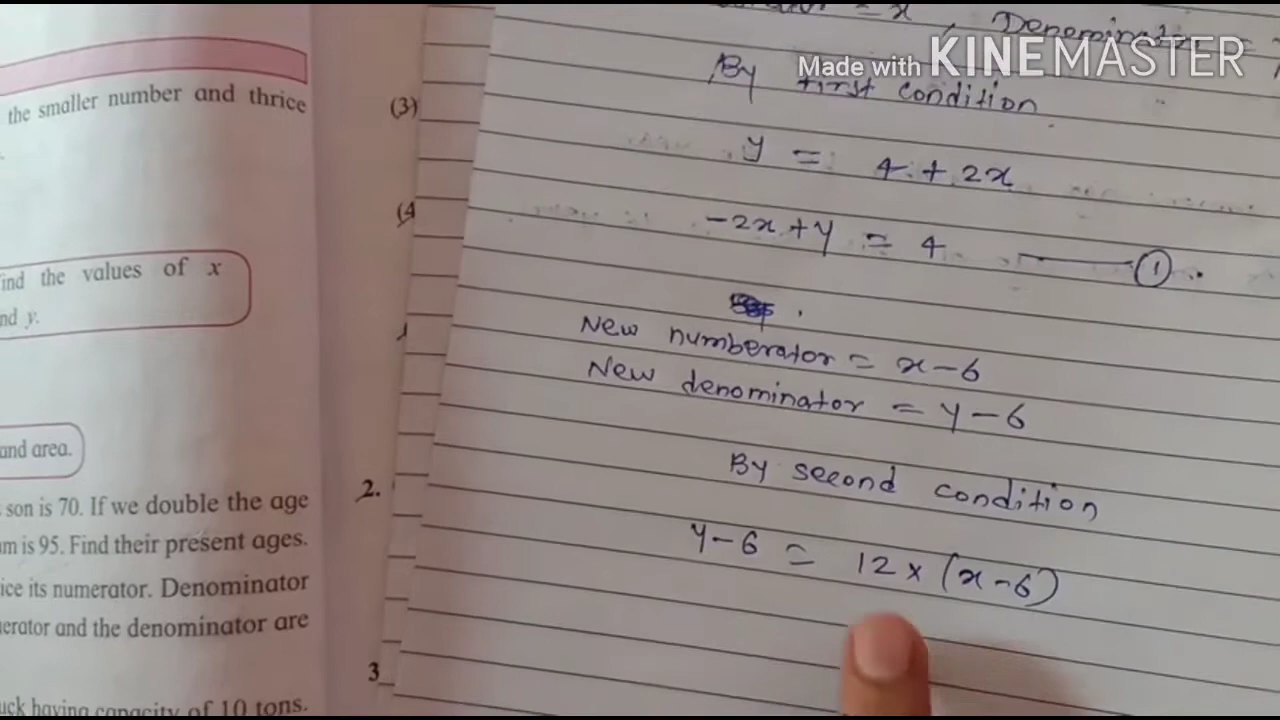 the smaller number and thrice
ind the values of x
nd y.
and area.
son is 70. If we double the age
m is 95. Find their present ages.
ice its numerator. Denominator
erator and the denominator are
uck having capacity of 10 tons.
(3)
(4
2.
3
= x , Denominator =
Made with KINEMASTER
By first condition
y = 4 + 2x
-2x + y = 4 ——— ①
New numberator = x - 6
New denominator = y - 6
By second condition
y - 6 = 12 × (x - 6)